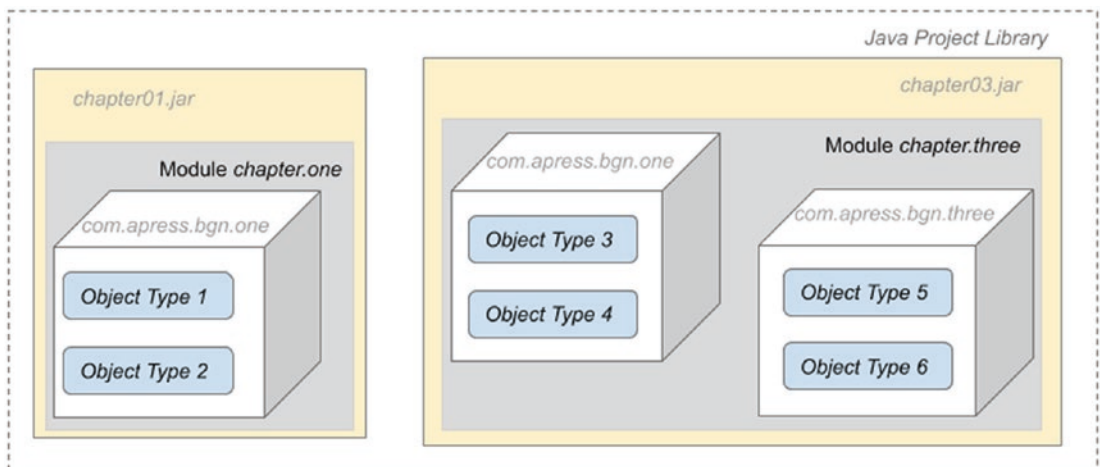 Java Project Library
chapter01.jar
Module chapter.one
com.apress.bgn.one
Object Type 1
Object Type 2
chapter03.jar
Module chapter.three
com.apress.bgn.one
Object Type 3
Object Type 4
com.apress.bgn.three
Object Type 5
Object Type 6